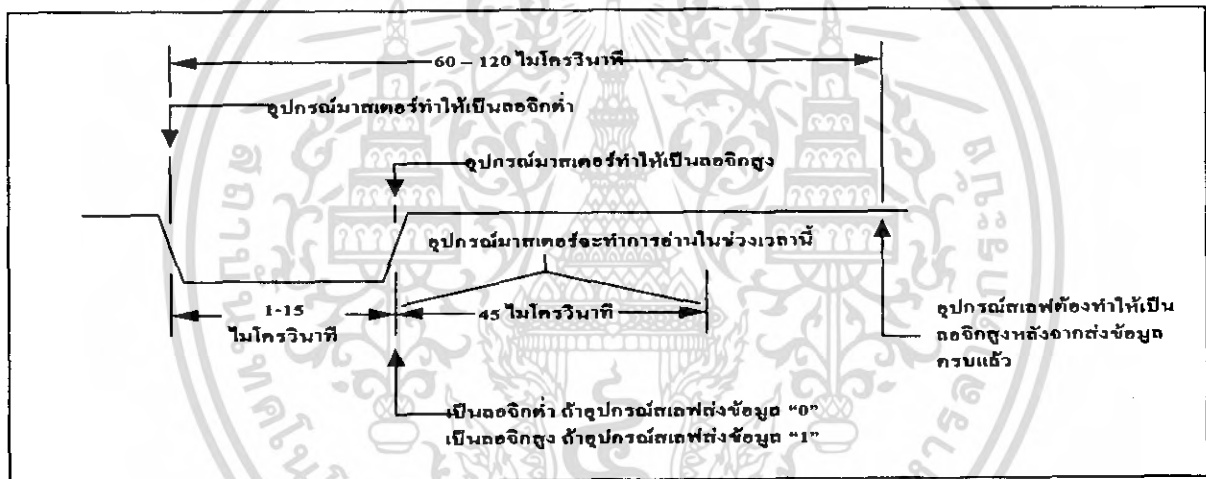 60 – 120 ไมโครวินาที
อุปกรณ์มาสเตอร์ทำให้เป็นลอจิกต่ำ
อุปกรณ์มาสเตอร์ทำให้เป็นลอจิกสูง
อุปกรณ์มาสเตอร์จะทำการอ่านในช่วงเวลานี้
1-15
ไมโครวินาที
45 ไมโครวินาที
อุปกรณ์สเลฟต้องทำให้เป็น
ลอจิกสูงหลังจากส่งข้อมูล
ครบแล้ว
เป็นลอจิกต่ำ ถ้าอุปกรณ์สเลฟส่งข้อมูล “0”
เป็นลอจิกสูง ถ้าอุปกรณ์สเลฟส่งข้อมูล “1”